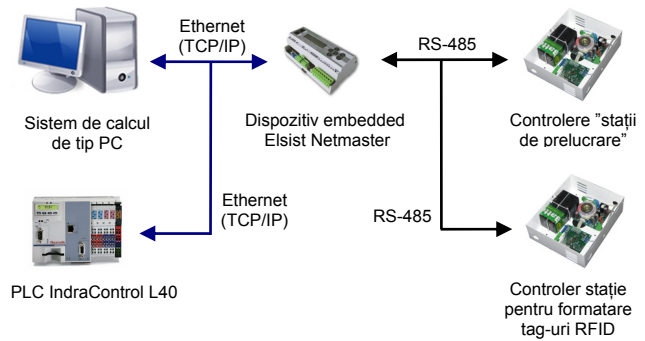 Ethernet
(TCP/IP)
RS-485
Sistem de calcul
de tip PC
Dispozitiv embedded
Elsist Netmaster
Controlere ”stații
de prelucrare”
Ethernet
(TCP/IP)
RS-485
PLC IndraControl L40
Controler stație
pentru formatare
tag-uri RFID